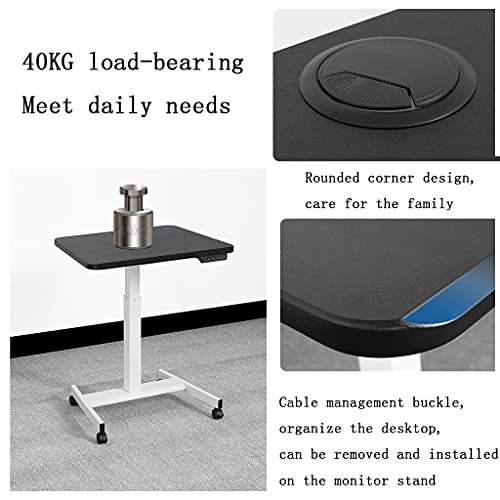 40KG load-bearing
Meet daily needs
Rounded corner design,
care for the family
Cable management buckle,
organize the desktop,
can be removed and installed
on the monitor stand